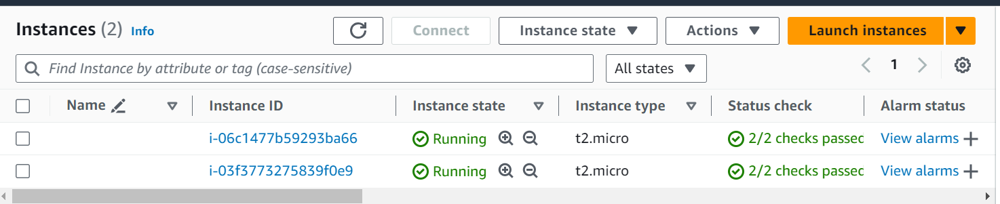 Instances (2) Info Connect Instance state Actions Launch instances
Find Instance by attribute or tag (case-sensitive) All states 1
Name Instance ID Instance state Instance type Status check Alarm status
i-06c1477b59293ba66 Running t2.micro 2/2 checks passed View alarms
i-03f3773275839f0e9 Running t2.micro 2/2 checks passed View alarms